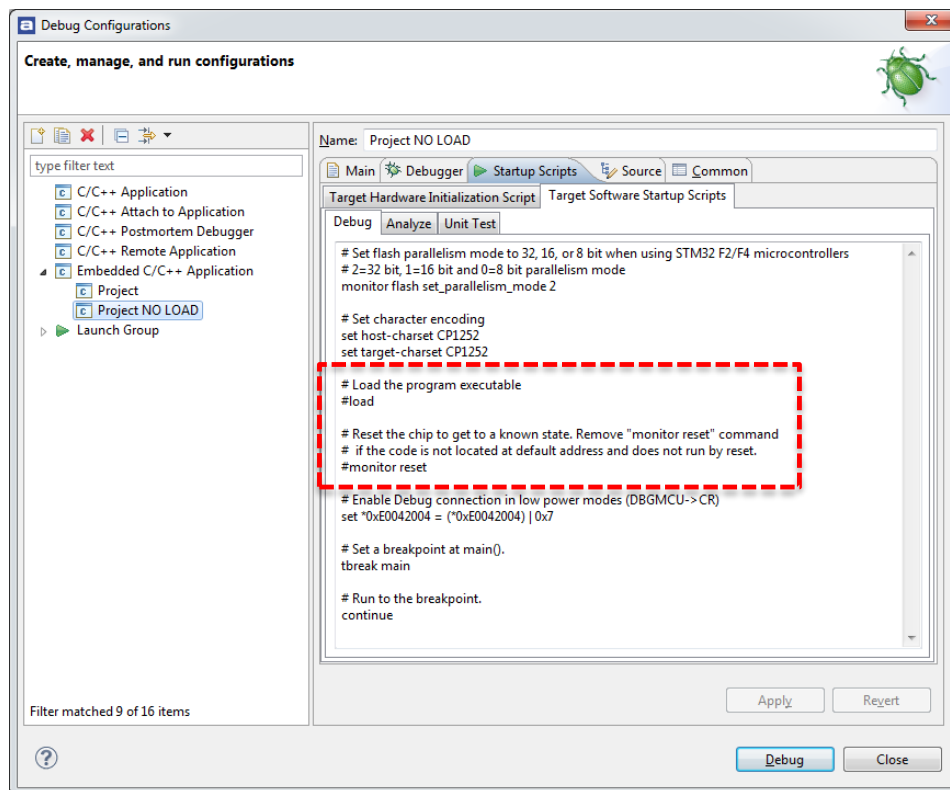 a Debug Configurations
x
Create, manage, and run configurations
type filter text
C/C++ Application
C/C++ Attach to Application
C/C++ Postmortem Debugger
C/C++ Remote Application
Embedded C/C++ Application
Project
Project NO LOAD
Launch Group
Filter matched 9 of 16 items
Name: Project NO LOAD
Main Debugger Startup Scripts Source Common
Target Hardware Initialization Script Target Software Startup Scripts
Debug Analyze Unit Test
# Set flash parallelism mode to 32, 16, or 8 bit when using STM32 F2/F4 microcontrollers
# 2=32 bit, 1=16 bit and 0=8 bit parallelism mode
monitor flash set_parallelism_mode 2
# Set character encoding
set host-charset CP1252
set target-charset CP1252
# Load the program executable
#load
# Reset the chip to get to a known state. Remove "monitor reset" command
#  if the code is not located at default address and does not run by reset.
#monitor reset
# Enable Debug connection in low power modes (DBGMCU->CR)
set *0xE0042004 = (*0xE0042004) | 0x7
# Set a breakpoint at main().
tbreak main
# Run to the breakpoint.
continue
Apply Revert
? Debug Close